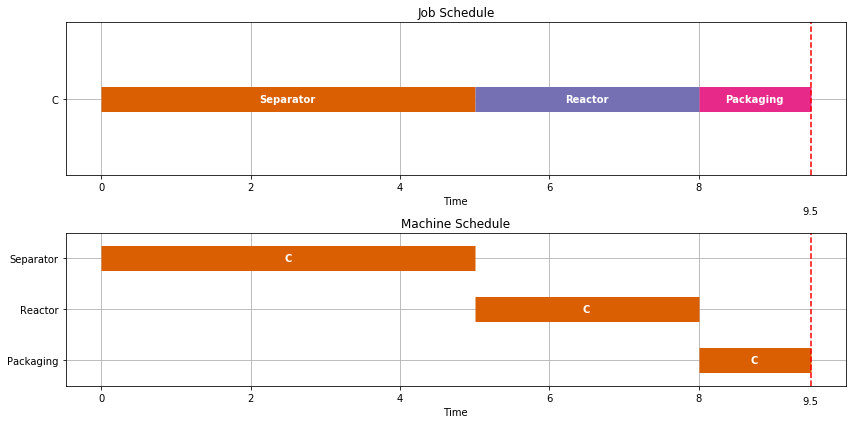 Job Schedule
C
Separator Reactor Packaging
0 2 4 6 8
Time
9.5
Machine Schedule
Separator C
Reactor C
Packaging C
0 2 4 6 8 9.5
Time